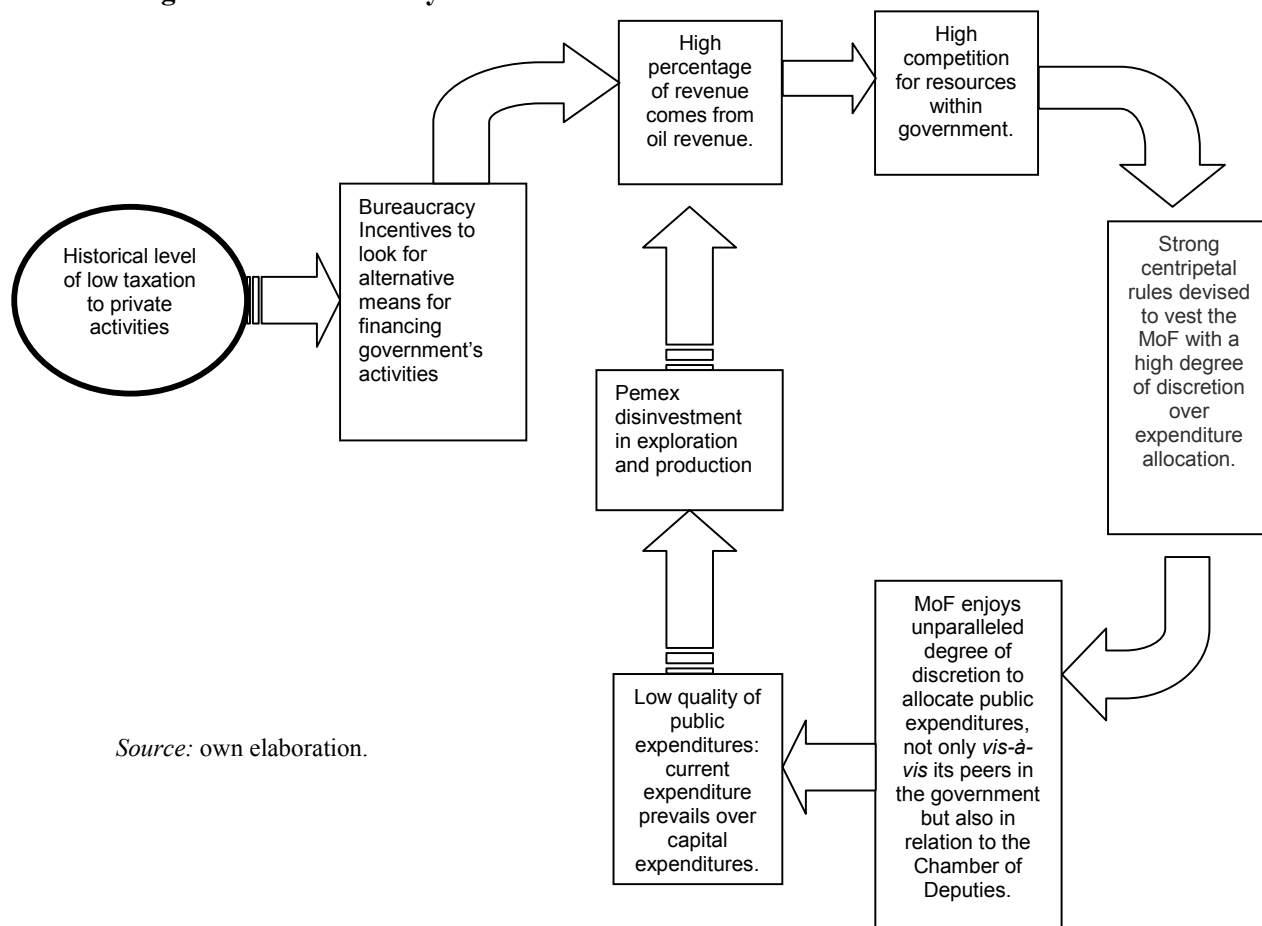 Historical level
of low taxation
to private
activities
Bureaucracy
Incentives to
look for
alternative
means for
financing
government's
activities
High
percentage
of revenue
comes from
oil revenue.
High
competition
for resources
within
government.
Strong
centripetal
rules devised
to vest the
MoF with a
high degree
of discretion
over
expenditure
allocation.
MoF enjoys
unparalleled
degree of
discretion to
allocate public
expenditures,
not only vis-à-
vis its peers in
the government
but also in
relation to the
Chamber of
Deputies.
Low quality of
public
expenditures:
current
expenditure
prevails over
capital
expenditures.
Pemex
disinvestment
in exploration
and production
Source: own elaboration.